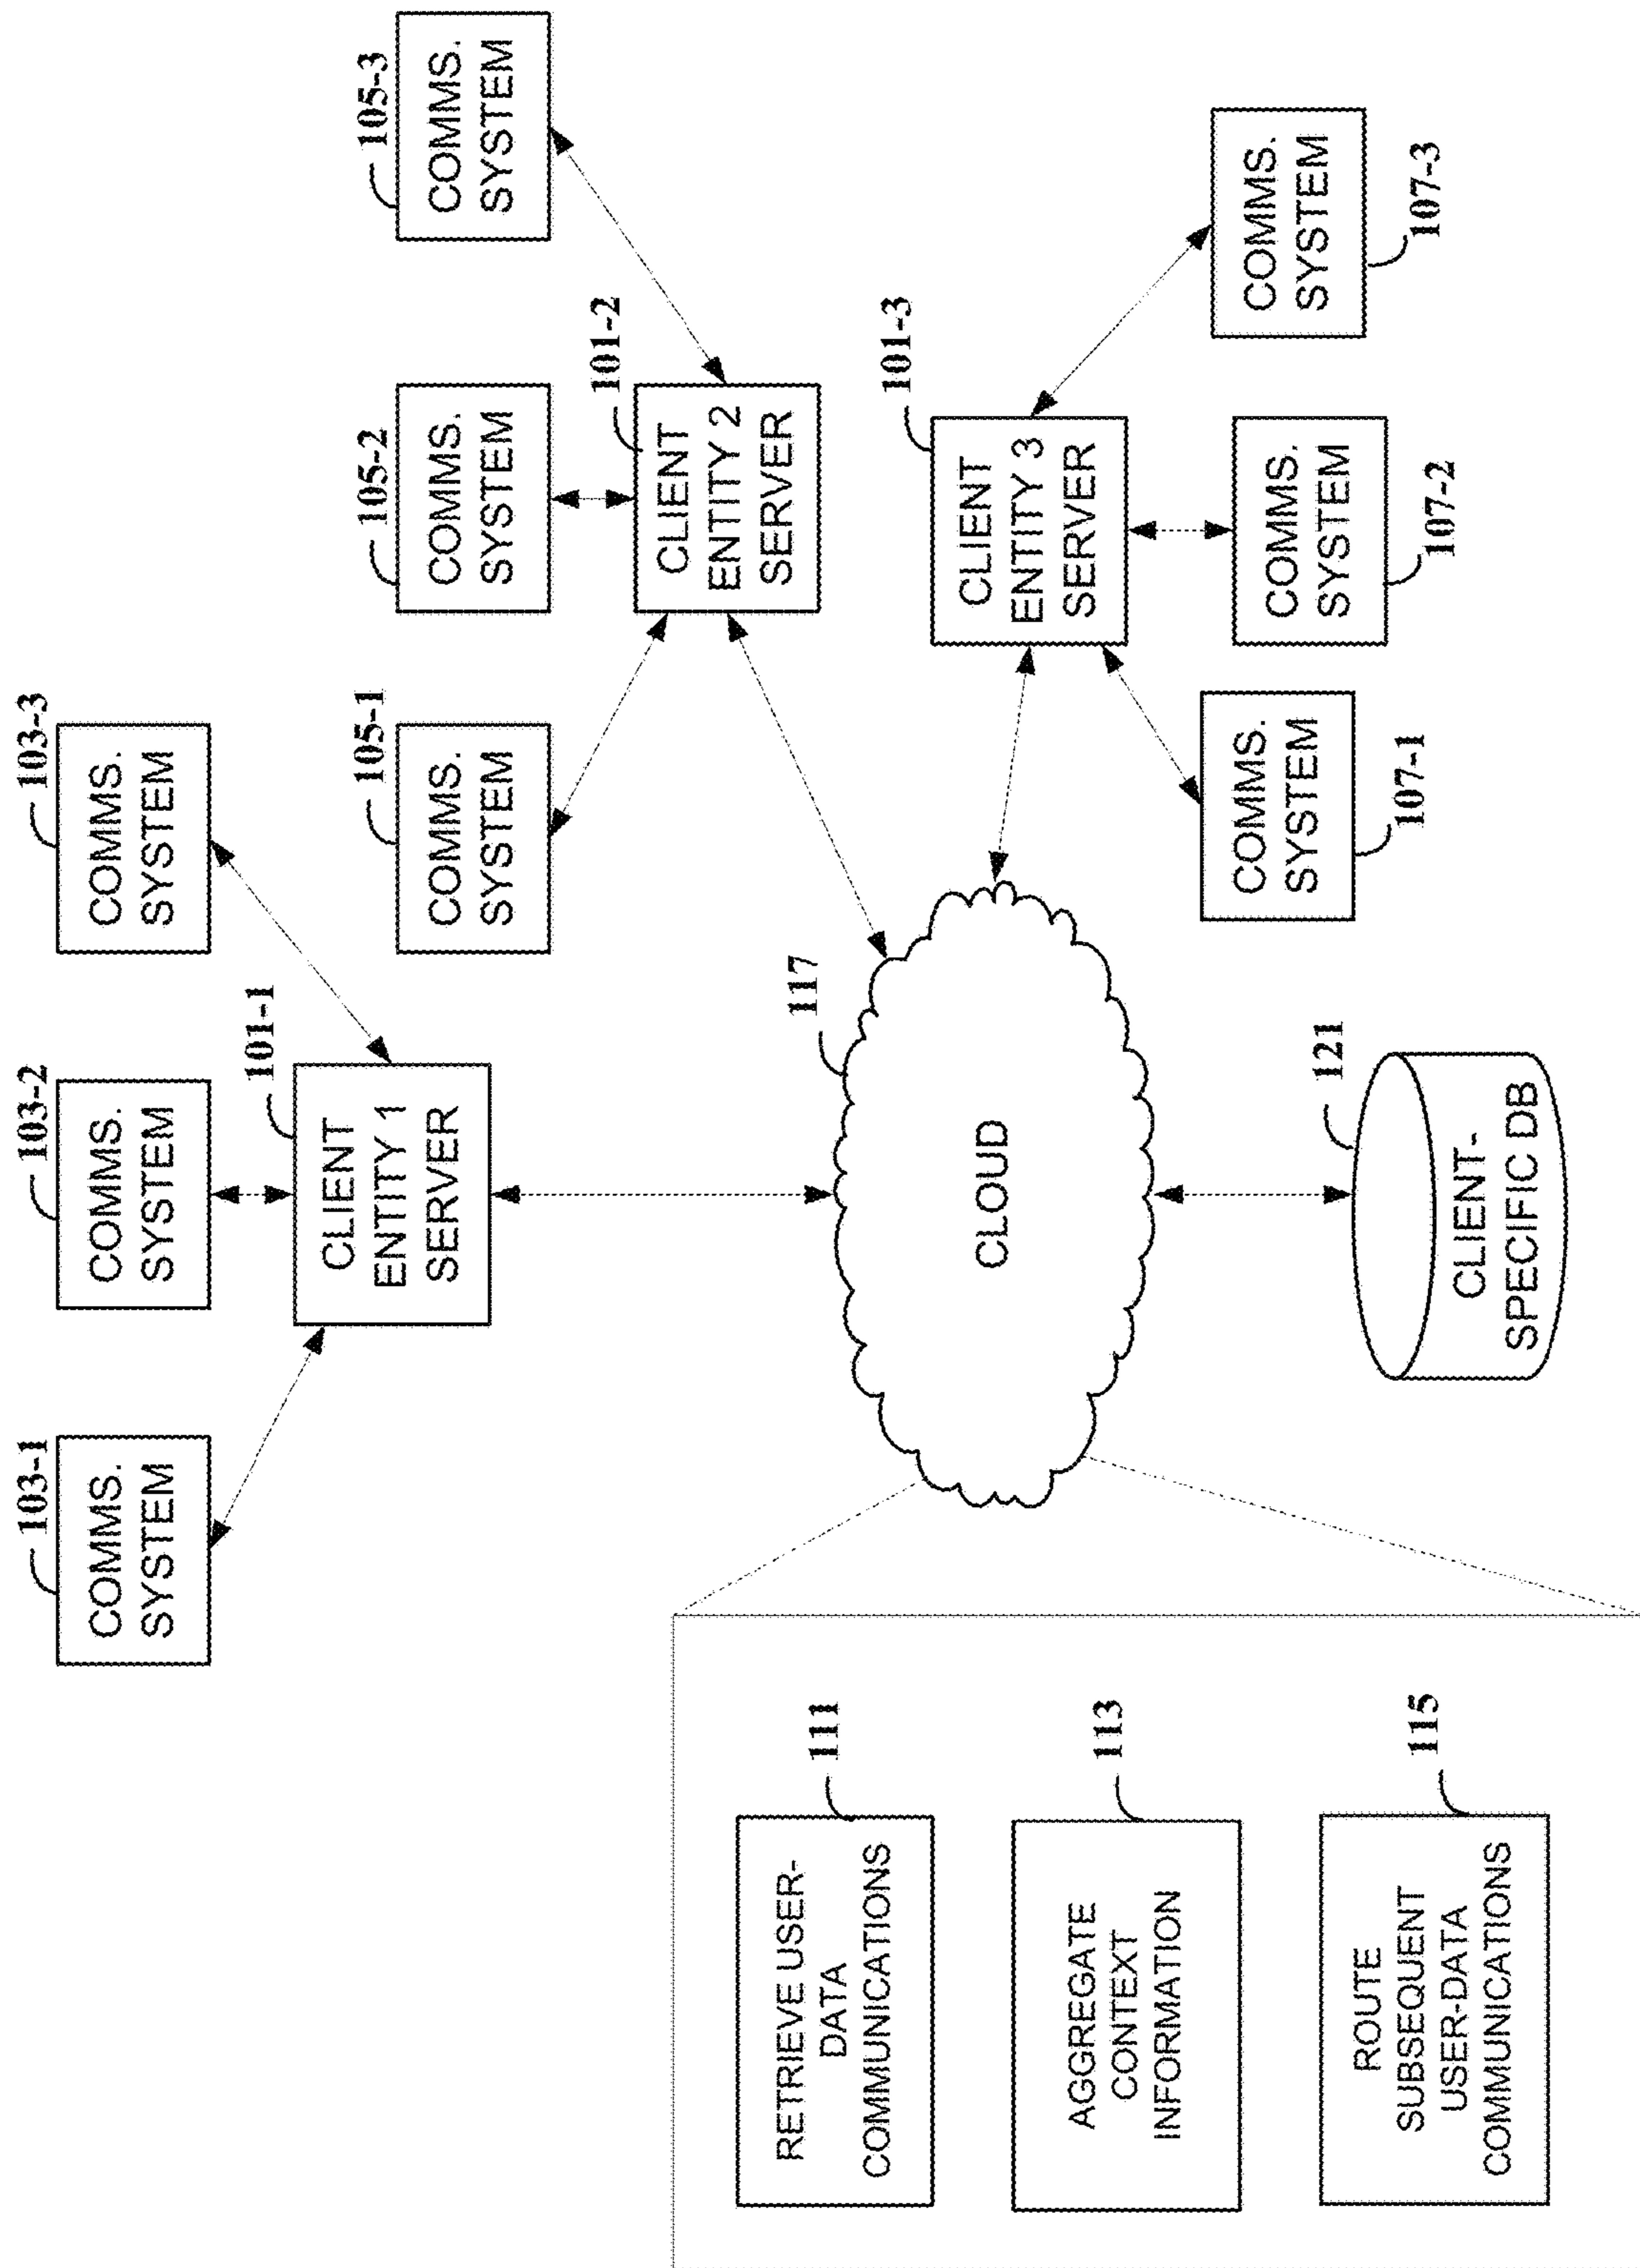 103-1
COMMS.
SYSTEM
103-2
COMMS.
SYSTEM
103-3
COMMS.
SYSTEM
101-1
CLIENT
ENTITY 1
SERVER
105-1
COMMS.
SYSTEM
105-2
COMMS.
SYSTEM
105-3
COMMS.
SYSTEM
101-2
CLIENT
ENTITY 2
SERVER
111
RETRIEVE USER-
DATA
COMMUNICATIONS
113
AGGREGATE
CONTEXT
INFORMATION
115
ROUTE
SUBSEQUENT
USER-DATA
COMMUNICATIONS
117
CLOUD
101-3
CLIENT
ENTITY 3
SERVER
121
CLIENT-
SPECIFIC DB
COMMS.
SYSTEM
107-1
COMMS.
SYSTEM
107-2
COMMS.
SYSTEM
107-3